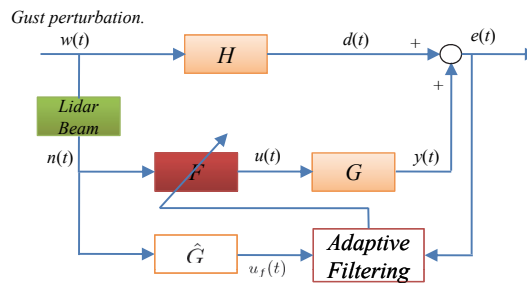 Gust perturbation.
w(t)
H
d(t)
+
e(t)
+
Lidar
Beam
n(t)
F
u(t)
G
y(t)
Ĝ
u_f(t)
Adaptive
Filtering